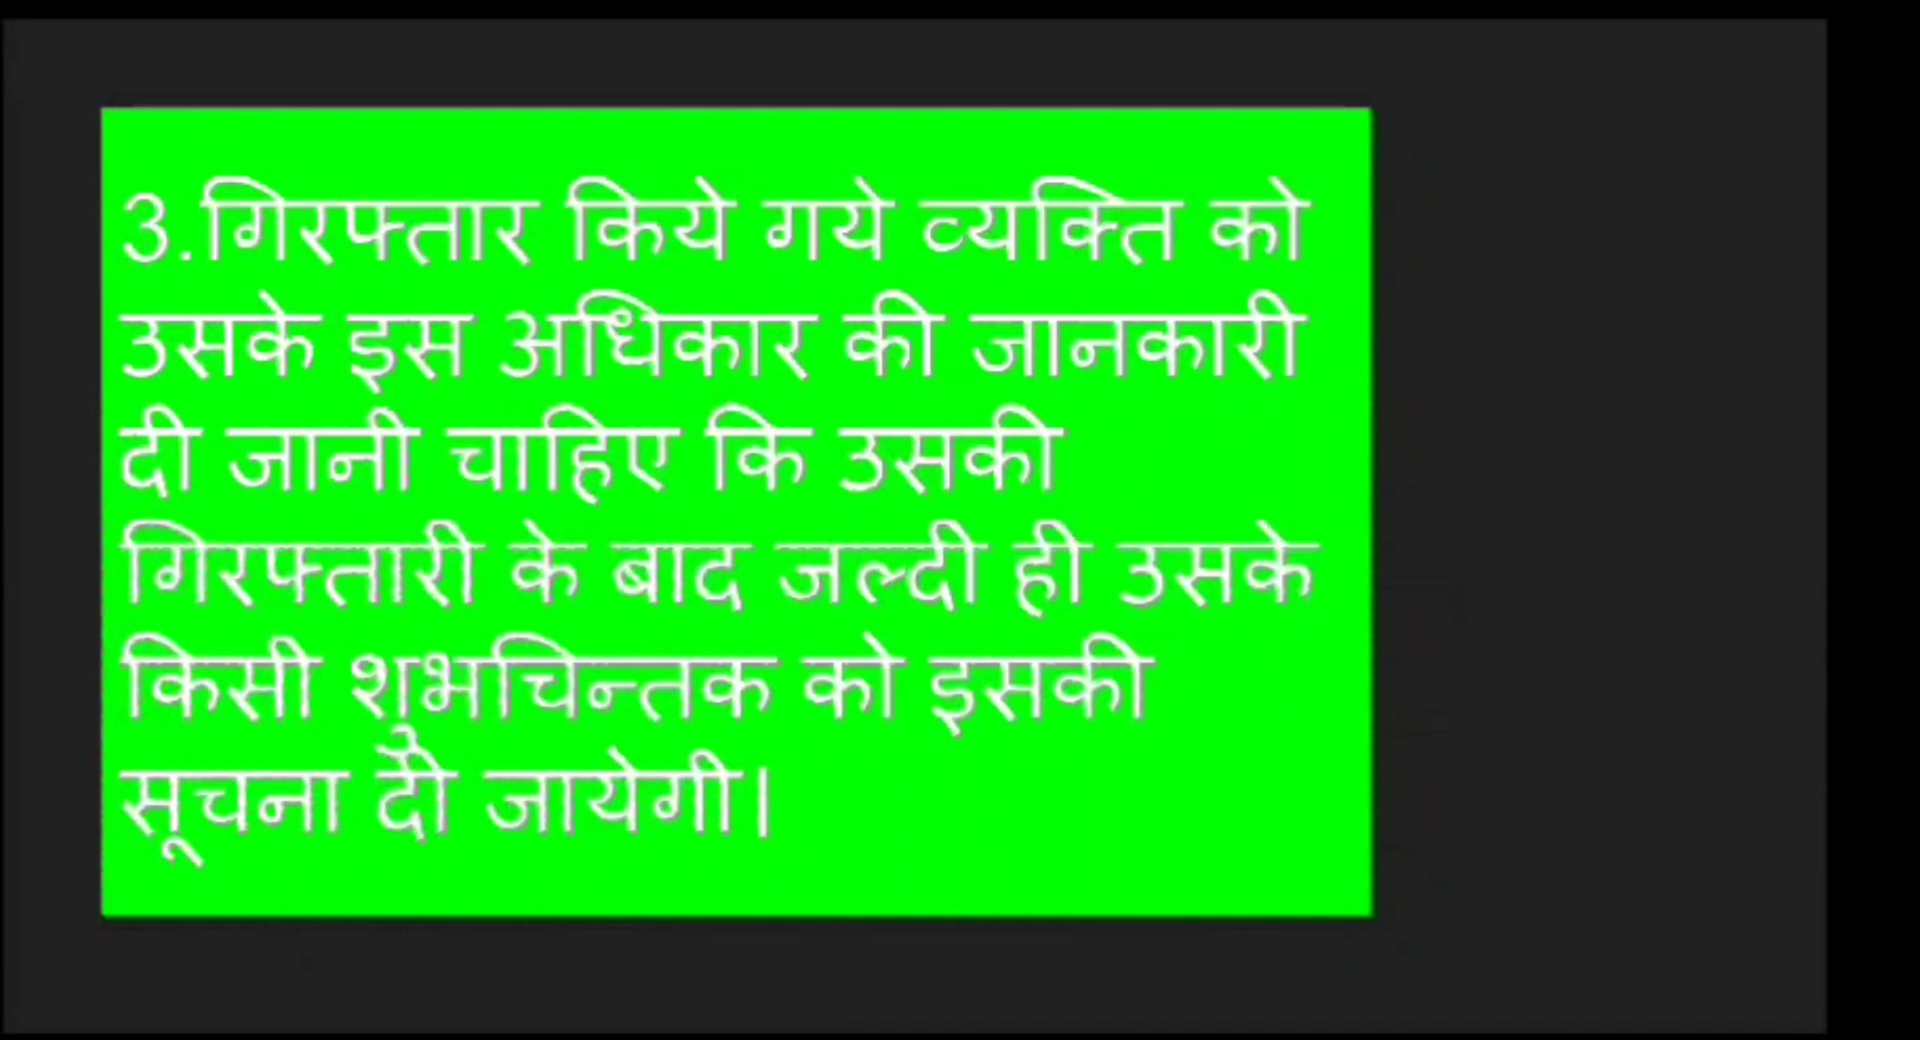 3.गिरफ्तार किये गये व्यक्ति को
उसके इस अधिकार की जानकारी
दी जानी चाहिए कि उसकी
गिरफ्तारी के बाद जल्दी ही उसके
किसी शुभचिन्तक को इसकी
सूचना दी जायेगी।